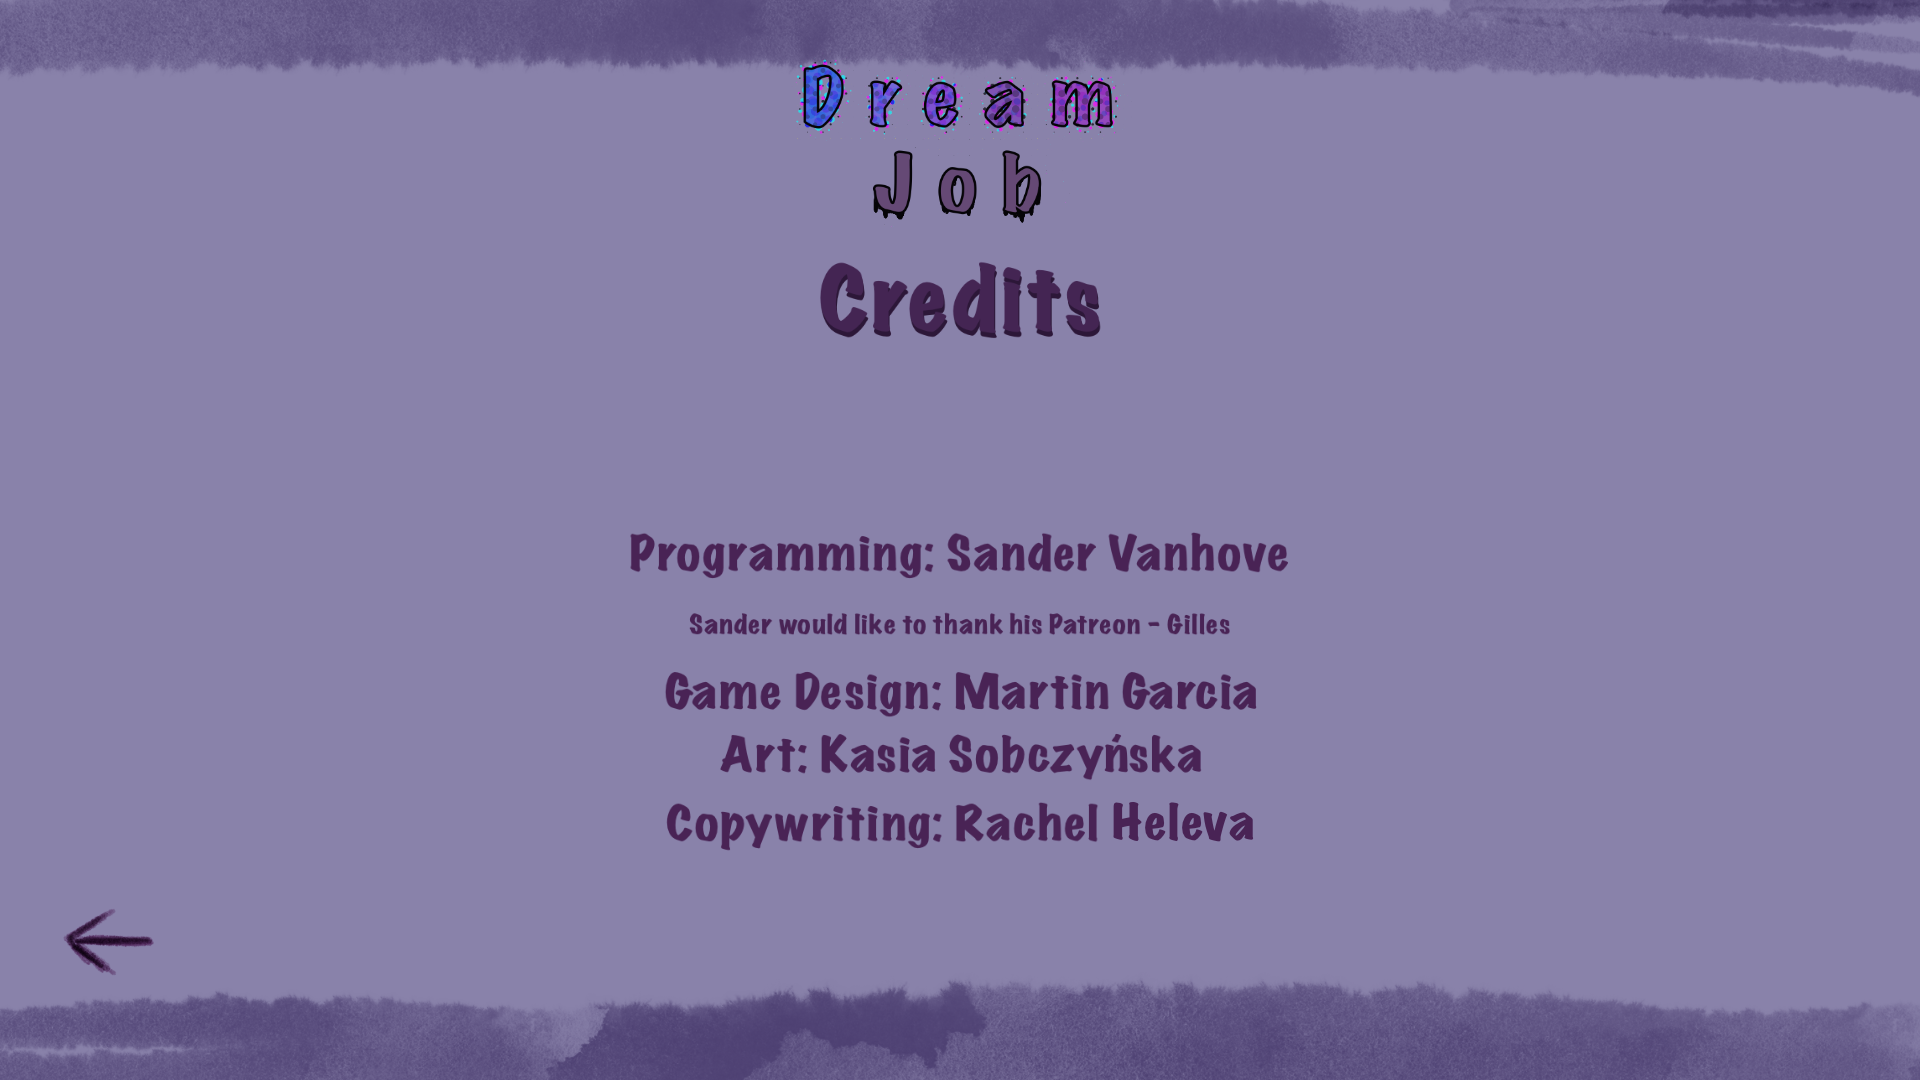 Dream
Job
Credits
Programming: Sander Vanhove
Sander would like to thank his Patreon - Gilles
Game Design: Martin Garcia
Art: Kasia Sobczyńska
Copywriting: Rachel Heleva